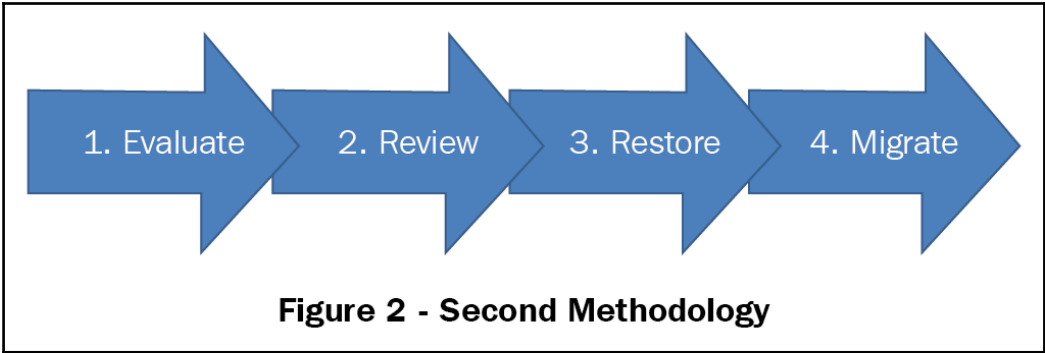 1. Evaluate
2. Review
3. Restore
4. Migrate
Figure 2 - Second Methodology